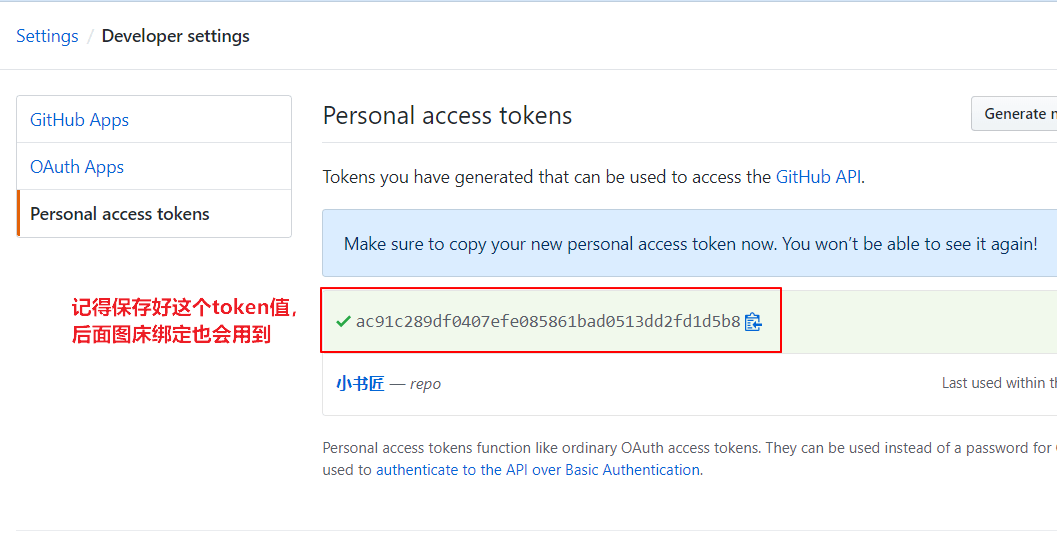 Settings / Developer settings
GitHub Apps
OAuth Apps
Personal access tokens
Personal access tokens
Generate n
Tokens you have generated that can be used to access the GitHub API.
Make sure to copy your new personal access token now. You won’t be able to see it again!
记得保存好这个token值,
后面图床绑定也会用到
ac91c289df0407efe085861bad0513dd2fd1d5b8
小书匠 — repo
Last used within th
Personal access tokens function like ordinary OAuth access tokens. They can be used instead of a password for
used to authenticate to the API over Basic Authentication.